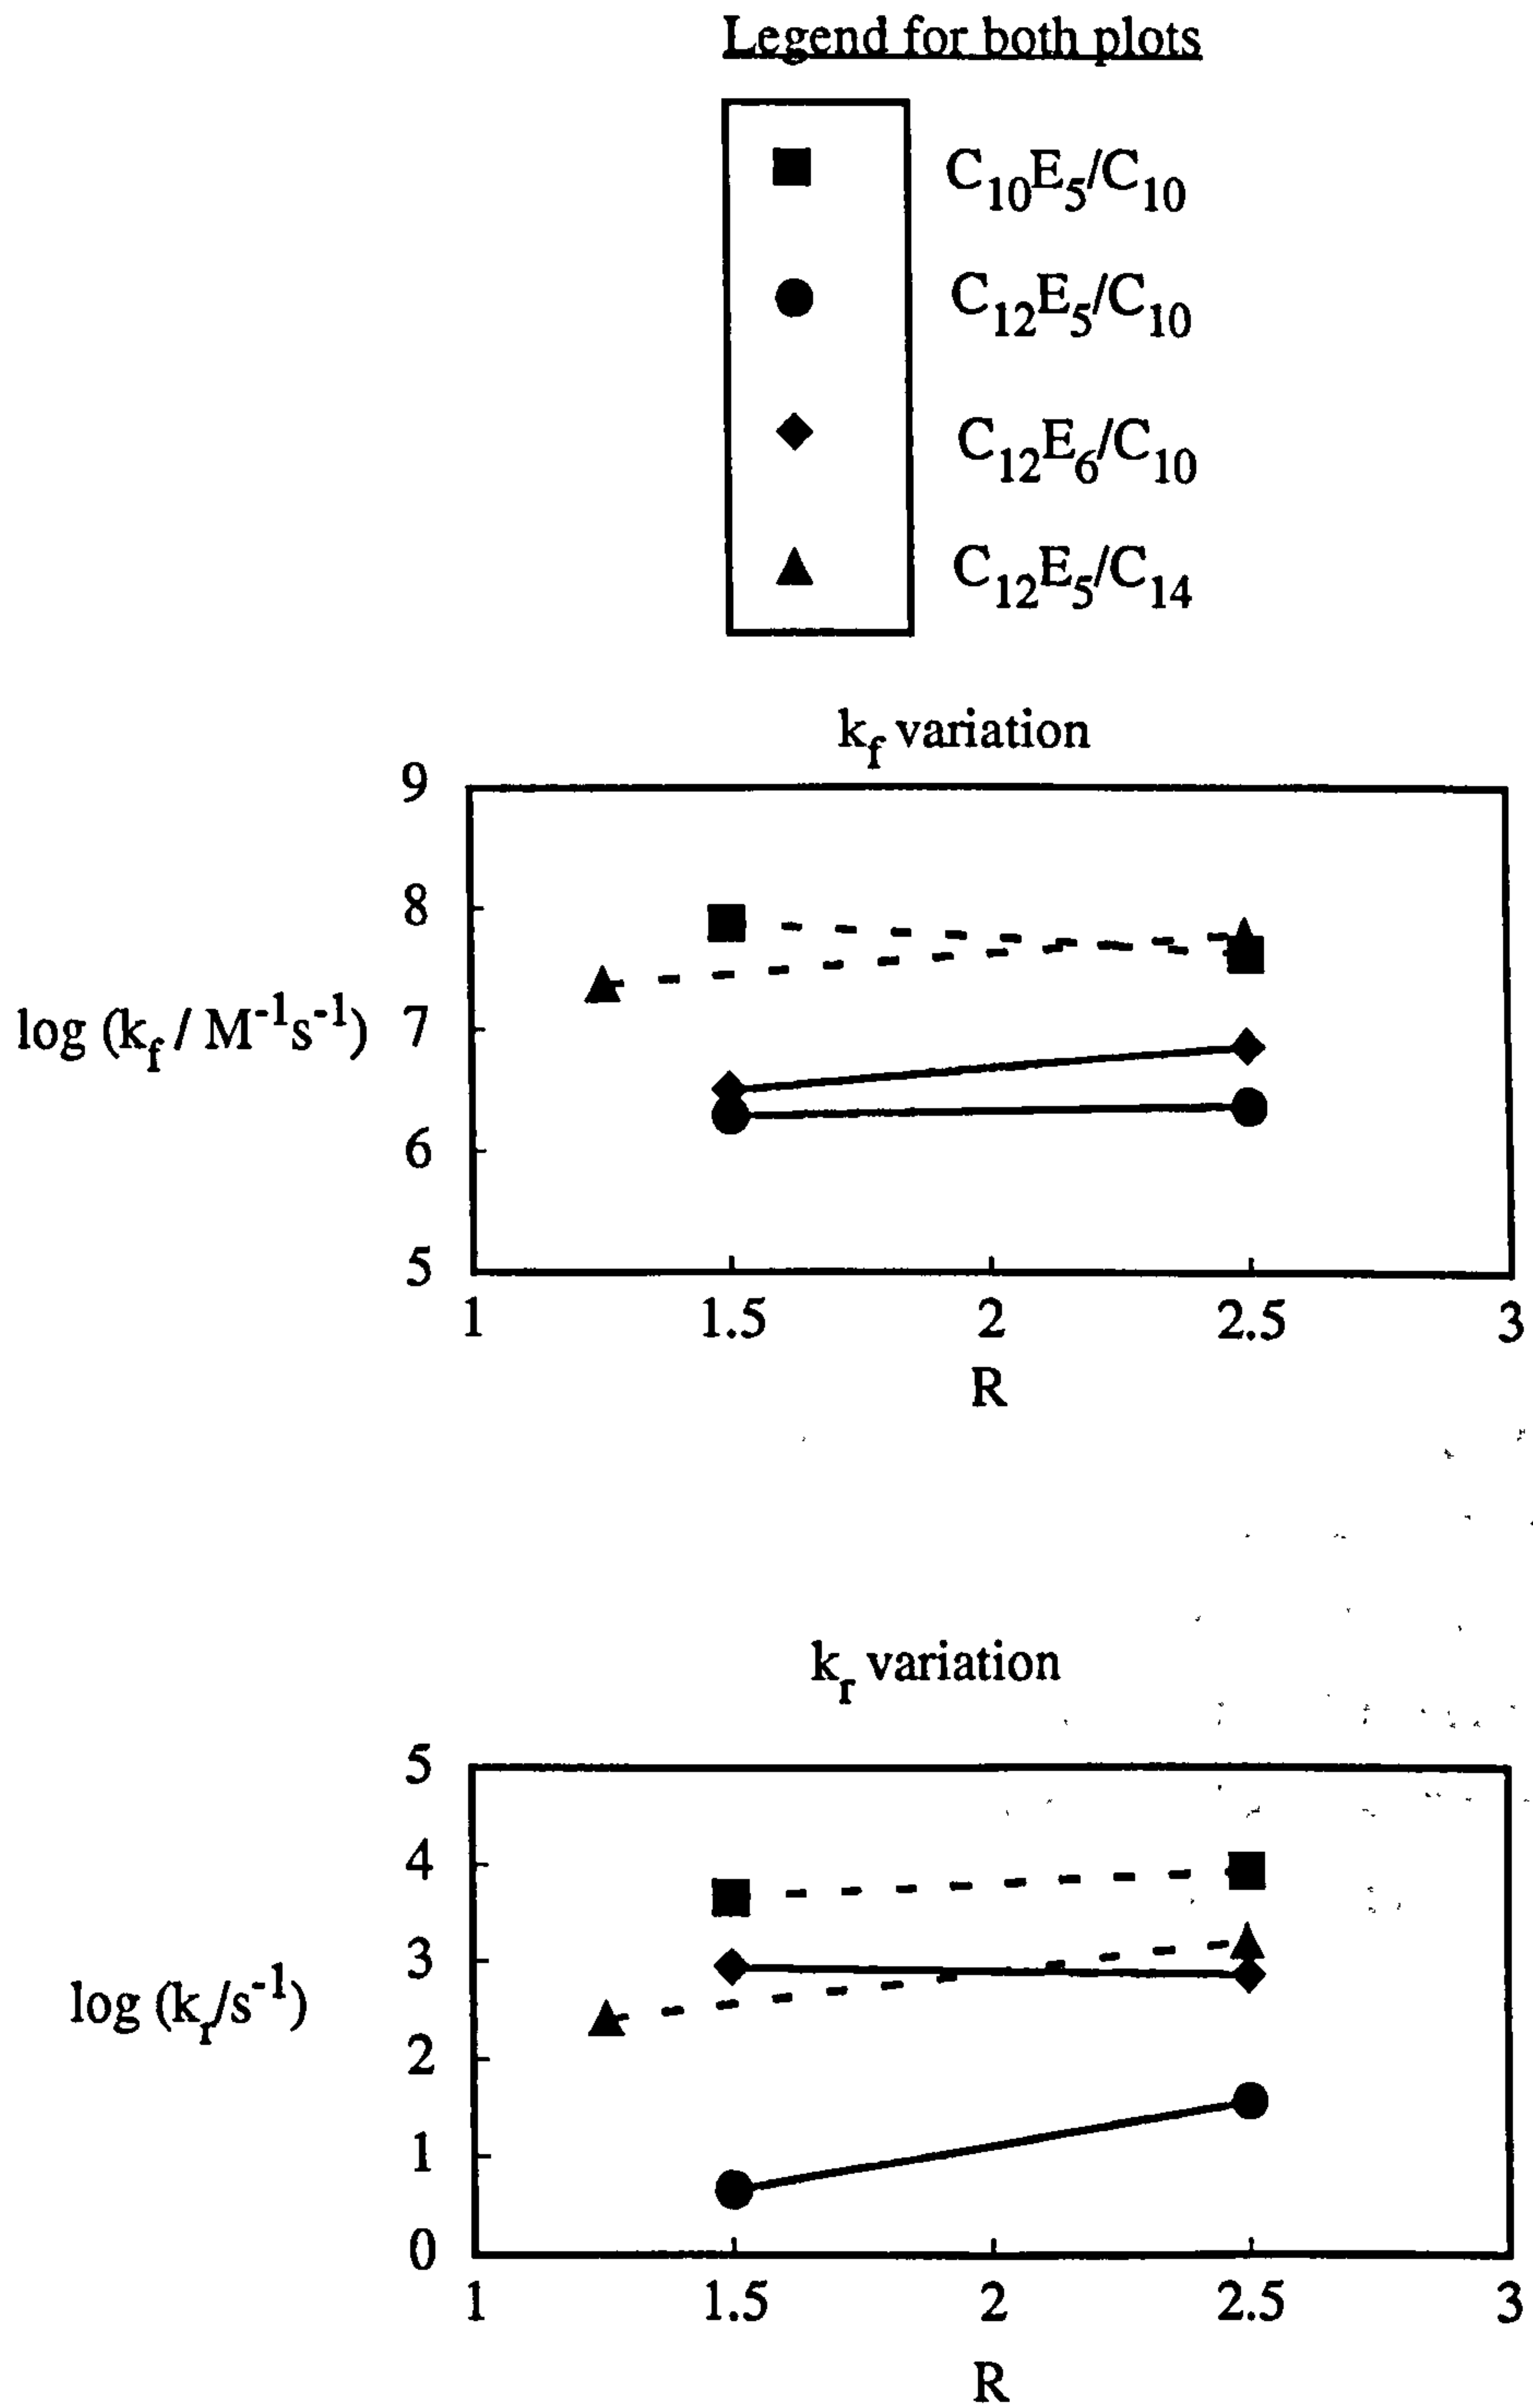 Legend for both plots
C10E5/C10
C12E5/C10
C12E6/C10
C12E5/C14
kf variation
9
8
7
6
5
log (kf / M-1s-1)
1 1.5 2 2.5 3
R
kr variation
5
4
3
2
1
0
log (kr/s-1)
1 1.5 2 2.5 3
R